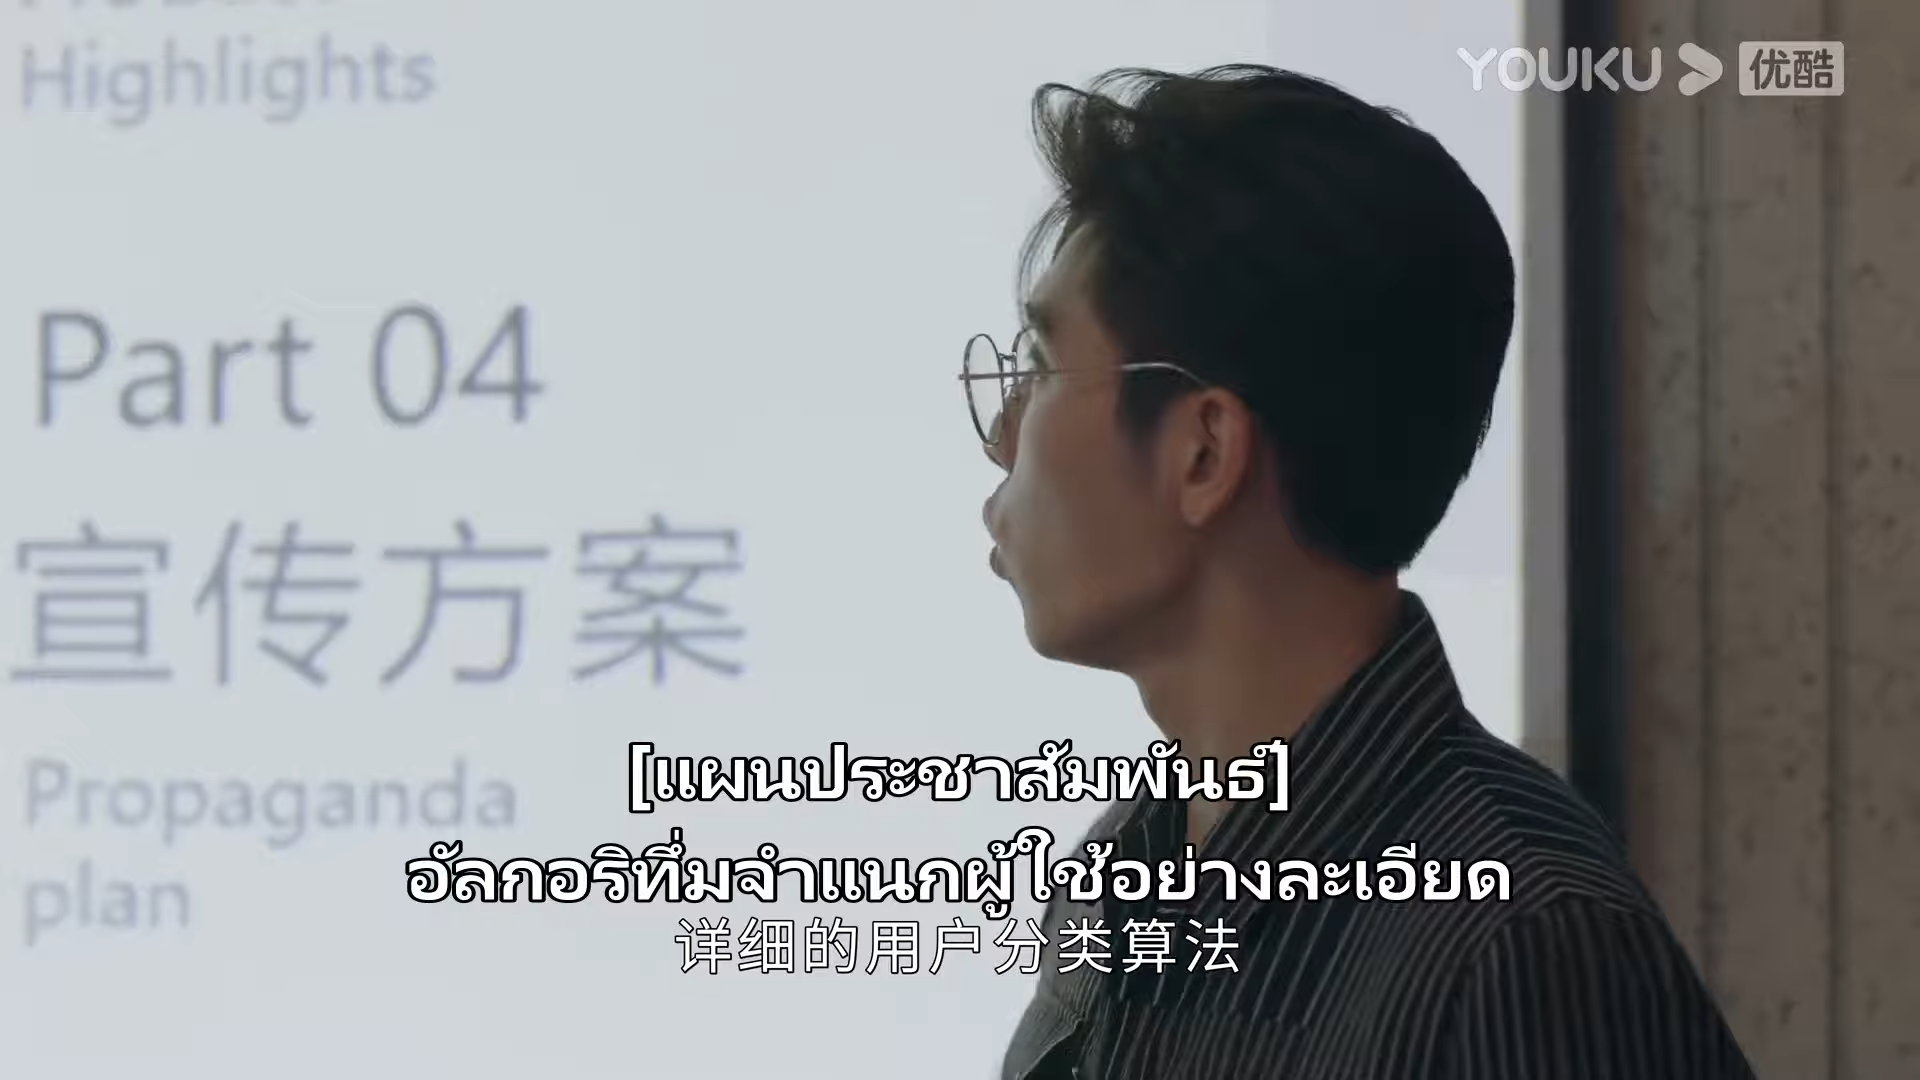 Highlights
YOUKU 优酷
Part 04
宣传方案
Propaganda
plan
[แผนประชาสัมพันธ์]
อัลกอริทึ่มจำแนกผู้ใช้อย่างละเอียด
详细的用户分类算法